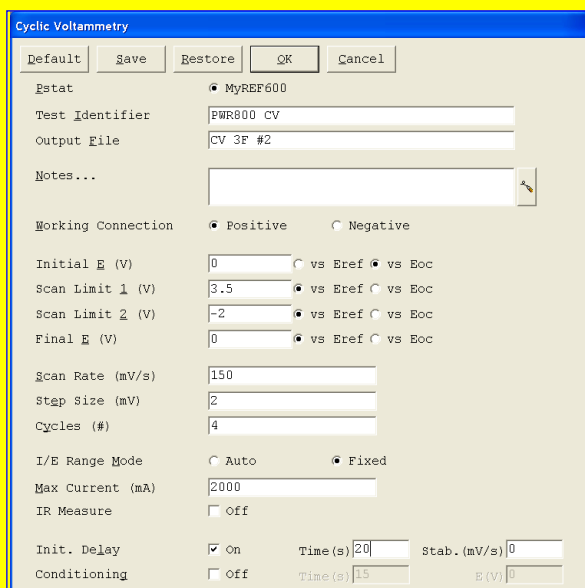 Cyclic Voltammetry
Default Save Restore OK Cancel
Pstat MyREF600
Test Identifier PWR800 CV
Output File CV 3F #2
Notes...
Working Connection Positive Negative
Initial E (V) 0 vs Eref vs Eoc
Scan Limit 1 (V) 3.5 vs Eref vs Eoc
Scan Limit 2 (V) -2 vs Eref vs Eoc
Final E (V) 0 vs Eref vs Eoc
Scan Rate (mV/s) 150
Step Size (mV) 2
Cycles (#) 4
I/E Range Mode Auto Fixed
Max Current (mA) 2000
IR Measure Off
Init. Delay On Time(s) 20 Stab.(mV/s) 0
Conditioning Off Time(s) 15 E(V) 0